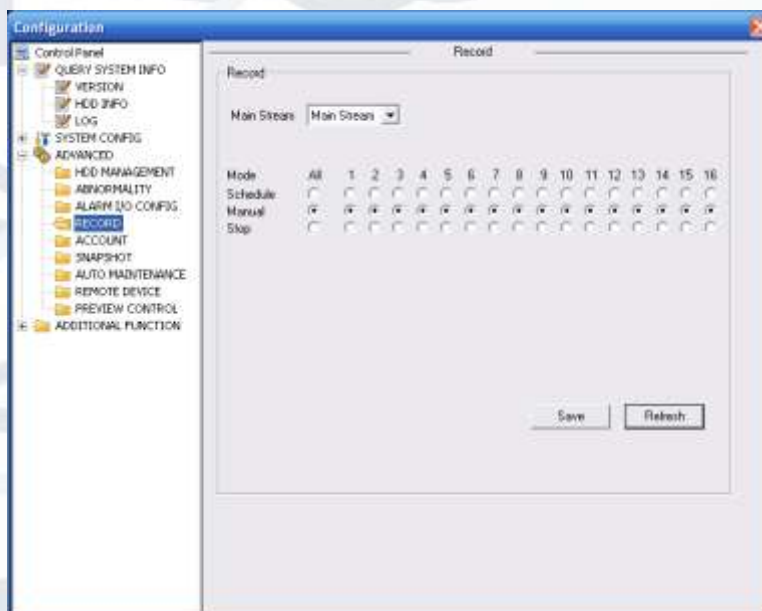 Configuration
Control Panel
QUERY SYSTEM INFO
VERSION
HDD INFO
LOG
SYSTEM CONFIG
ADVANCED
HDD MANAGEMENT
ABNORMALITY
ALARM I/O CONFIG
RECORD
ACCOUNT
SNAPSHOT
AUTO MAINTENANCE
REMOTE DEVICE
PREVIEW CONTROL
ADDITIONAL FUNCTION
Record
Record
Main Stream Main Stream
Mode All 1 2 3 4 5 6 7 8 9 10 11 12 13 14 15 16
Schedule
Manual
Stop
Save Refresh